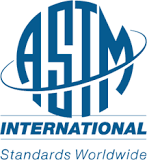 ASTM
INTERNATIONAL
Standards Worldwide